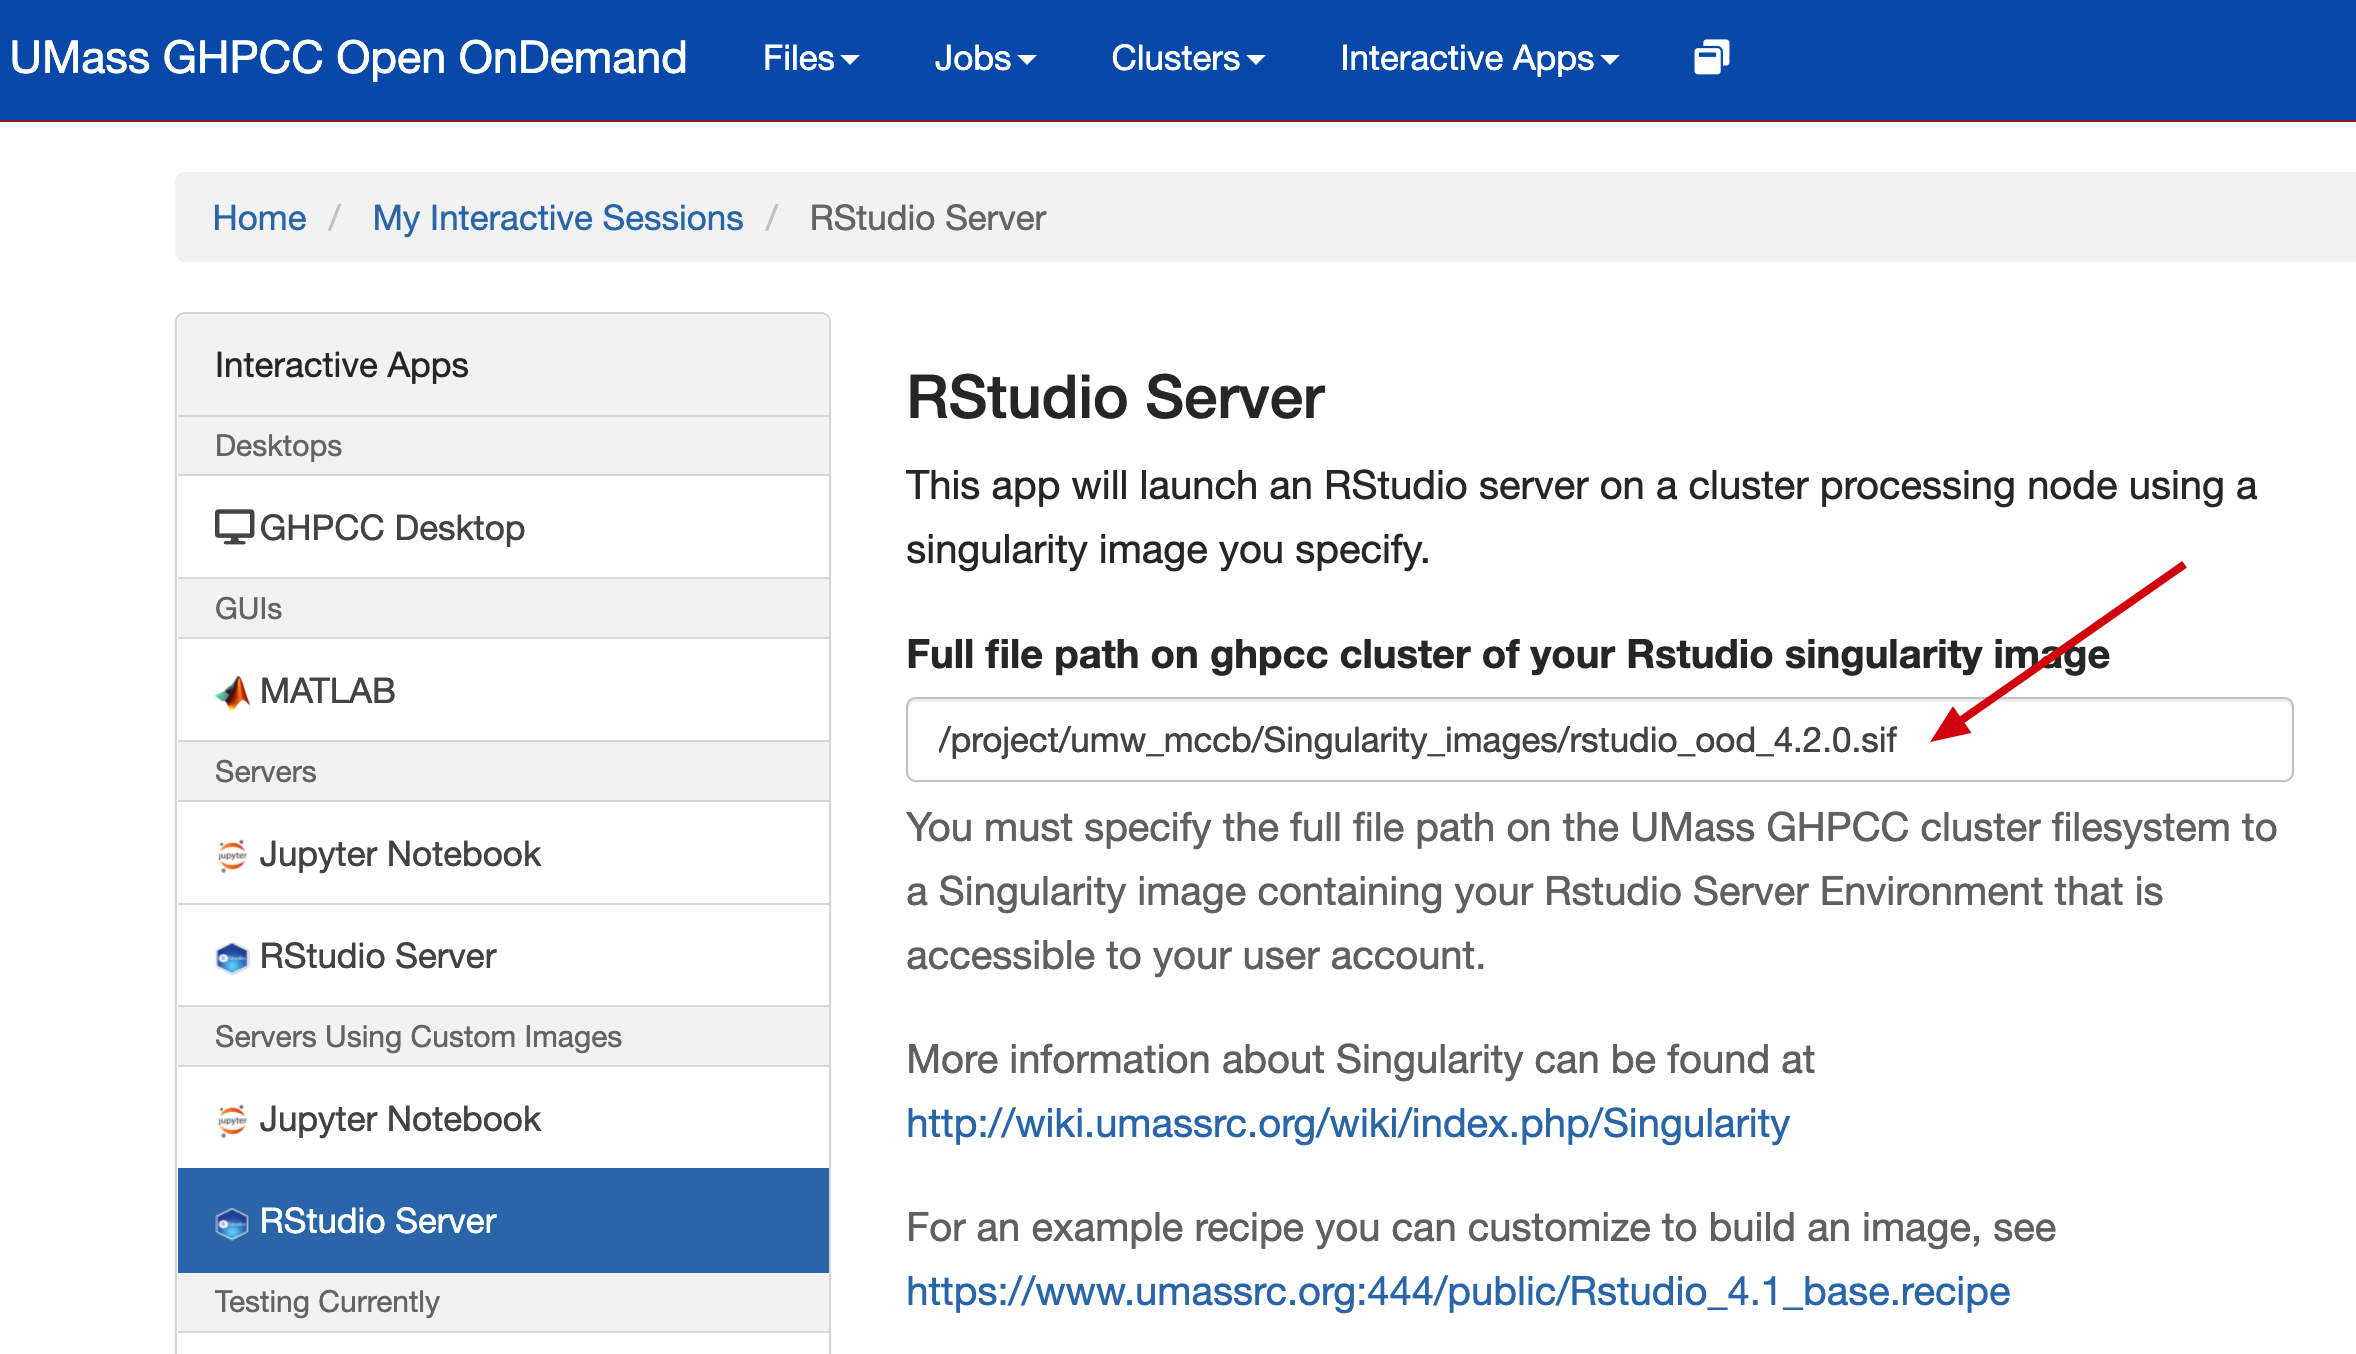 UMass GHPCC Open OnDemand Files Jobs Clusters Interactive Apps
Home / My Interactive Sessions / RStudio Server
Interactive Apps
Desktops
GHPCC Desktop
GUIs
MATLAB
Servers
Jupyter Notebook
RStudio Server
Servers Using Custom Images
Jupyter Notebook
RStudio Server
Testing Currently
RStudio Server
This app will launch an RStudio server on a cluster processing node using a
singularity image you specify.
Full file path on ghpcc cluster of your Rstudio singularity image
/project/umw_mccb/Singularity_images/rstudio_ood_4.2.0.sif
You must specify the full file path on the UMass GHPCC cluster filesystem to
a Singularity image containing your Rstudio Server Environment that is
accessible to your user account.
More information about Singularity can be found at
http://wiki.umassrc.org/wiki/index.php/Singularity
For an example recipe you can customize to build an image, see
https://www.umassrc.org:444/public/Rstudio_4.1_base.recipe